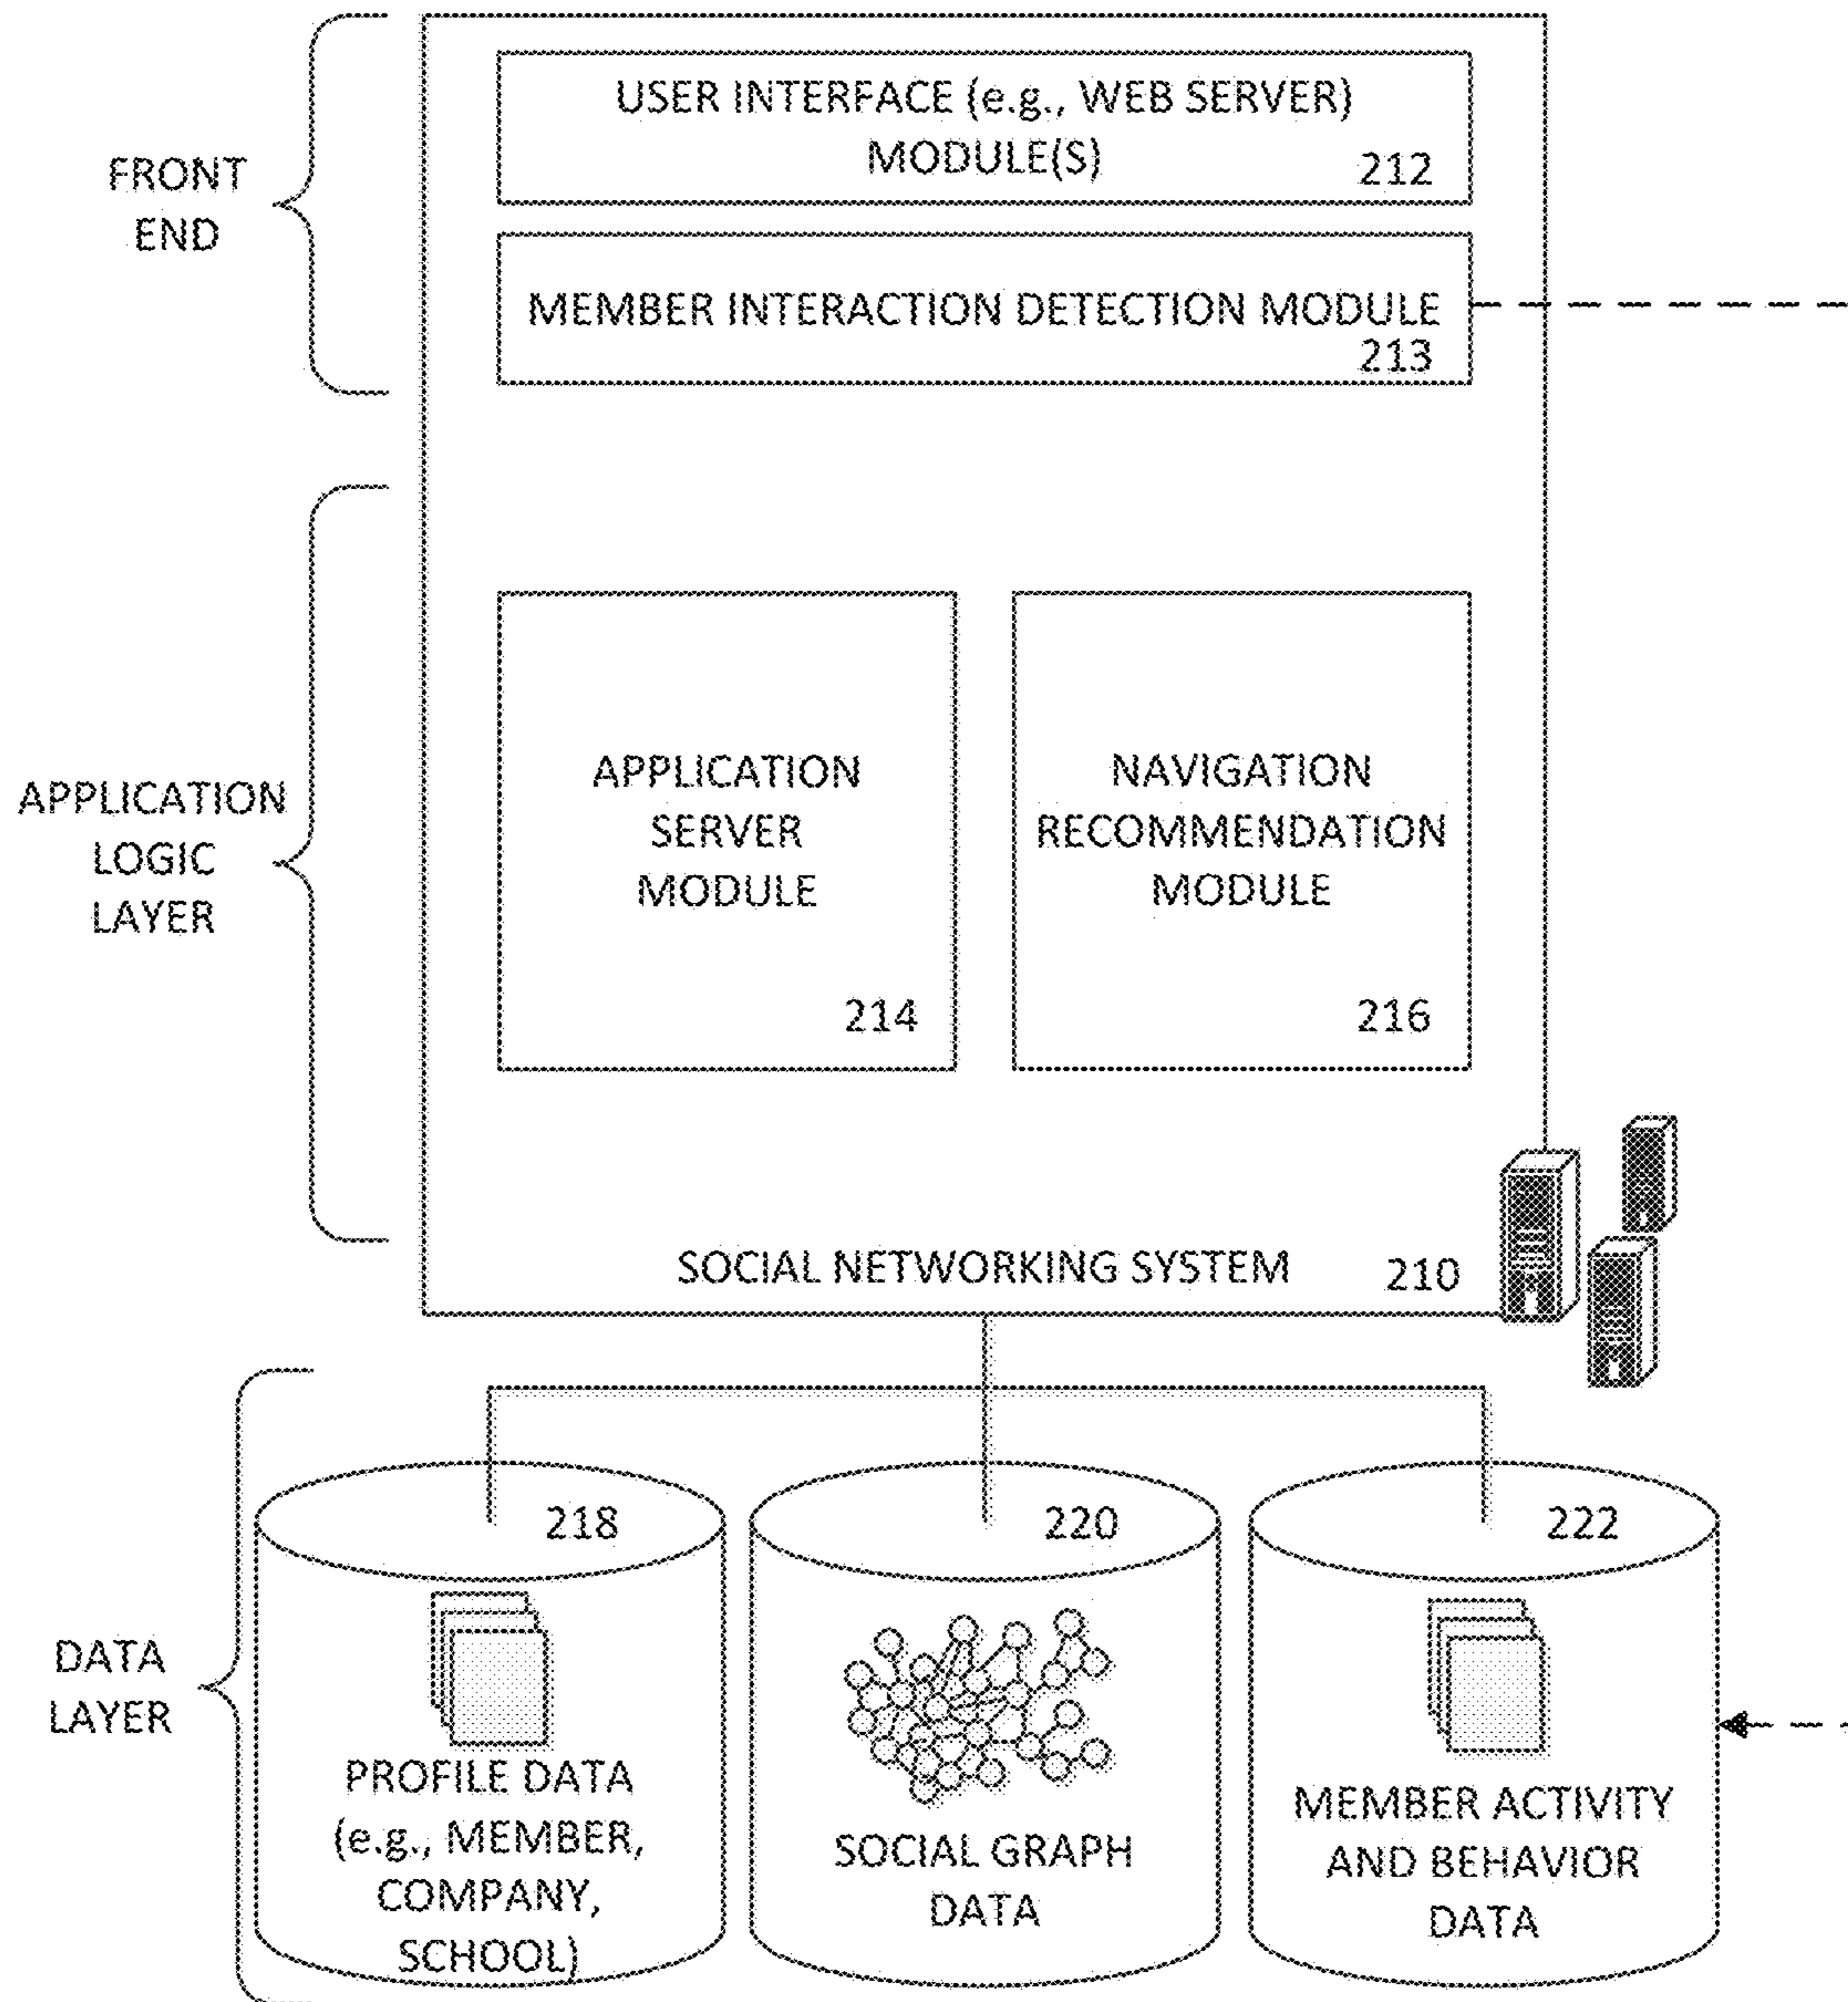 USER INTERFACE (e.g., WEB SERVER)
MODULE(S)
212
FRONT
END
MEMBER INTERACTION DETECTION MODULE
213
APPLICATION
LOGIC
LAYER
APPLICATION
SERVER
MODULE
214
NAVIGATION
RECOMMENDATION
MODULE
216
SOCIAL NETWORKING SYSTEM
210
DATA
LAYER
218
PROFILE DATA
(e.g., MEMBER,
COMPANY,
SCHOOL)
220
SOCIAL GRAPH
DATA
222
MEMBER ACTIVITY
AND BEHAVIOR
DATA